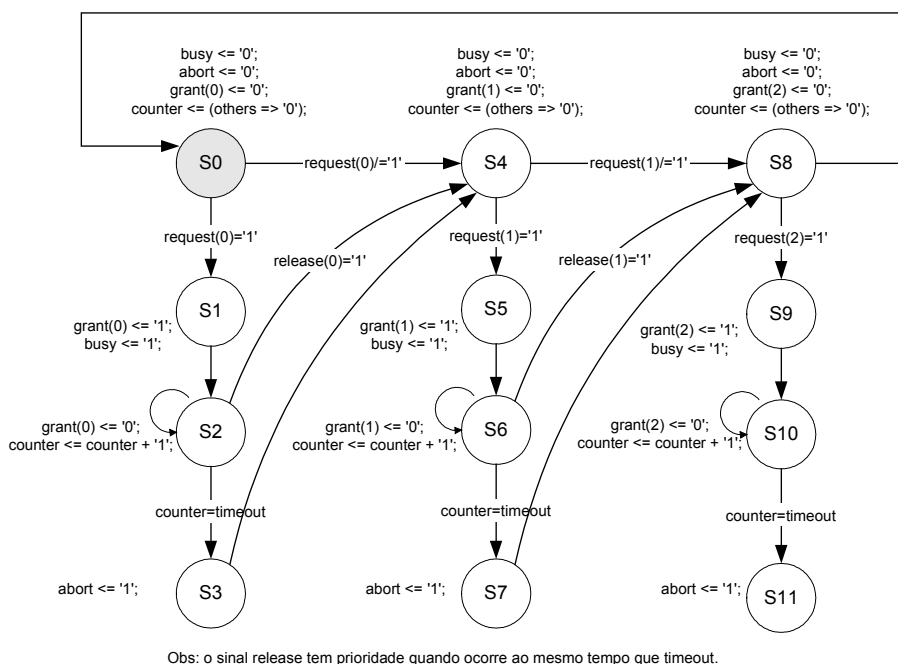 busy <= '0';
abort <= '0';
grant(0) <= '0';
counter <= (others => '0');
busy <= '0';
abort <= '0';
grant(1) <= '0';
counter <= (others => '0');
busy <= '0';
abort <= '0';
grant(2) <= '0';
counter <= (others => '0');
S0
request(0)/='1'
S4
request(1)/='1'
S8
request(0)='1'
release(0)='1'
request(1)='1'
release(1)='1'
request(2)='1'
S1
grant(0) <= '1';
busy <= '1';
S5
grant(1) <= '1';
busy <= '1';
S9
grant(2) <= '1';
busy <= '1';
S2
grant(0) <= '0';
counter <= counter + '1';
S6
grant(1) <= '0';
counter <= counter + '1';
S10
grant(2) <= '0';
counter <= counter + '1';
counter=timeout
counter=timeout
counter=timeout
abort <= '1';
S3
abort <= '1';
S7
abort <= '1';
S11
Obs: o sinal release tem prioridade quando ocorre ao mesmo tempo que timeout.